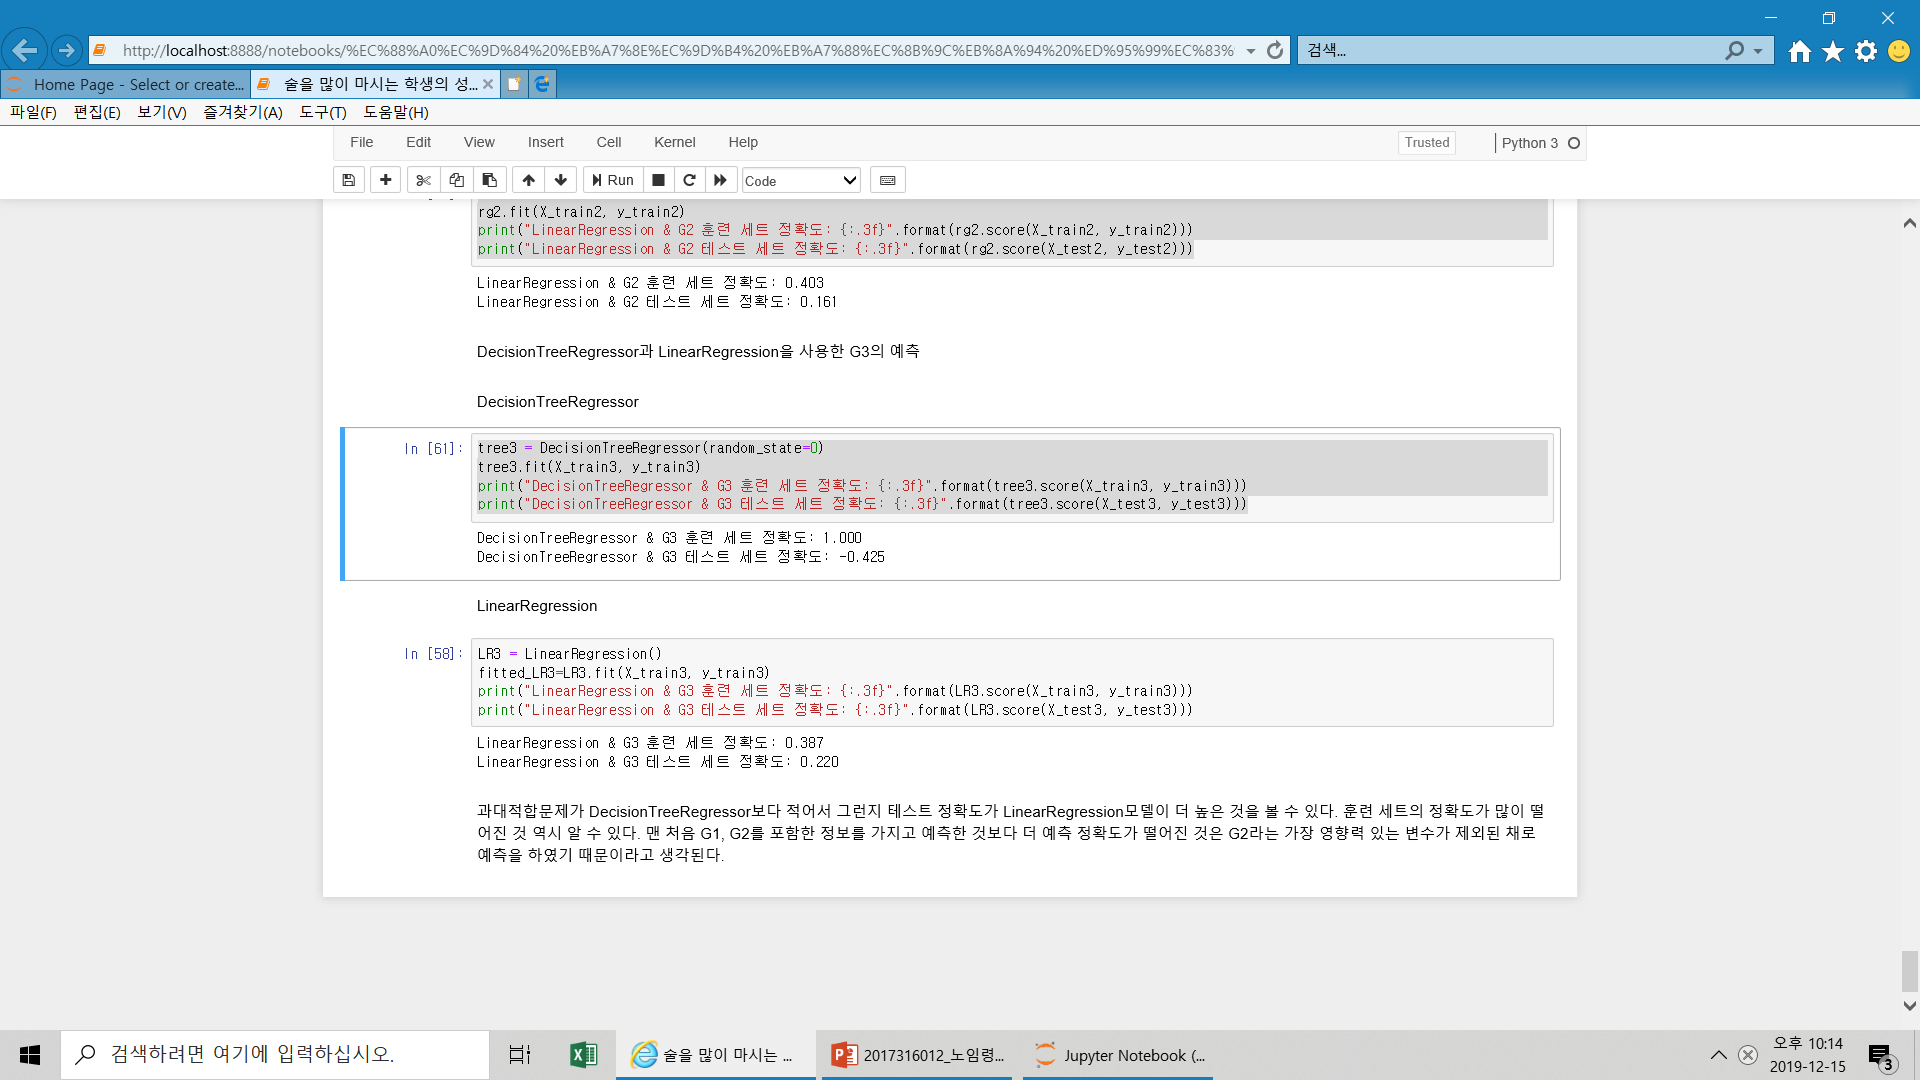 http://localhost:8888/notebooks/%EC%88%A0%EC%9D%84%20%EB%A7%8E%EC%9D%B4%20%EB%A7%88%EC%8B%9C%EB%8A%94%20%ED%95%99%EC%83%
검색...
Home Page - Select or create...
술을 많이 마시는 학생의 성...
파일(F) 편집(E) 보기(V) 즐겨찾기(A) 도구(T) 도움말(H)
File Edit View Insert Cell Kernel Help
Trusted
Python 3
Run
Code
rg2.fit(X_train2, y_train2)
print("LinearRegression & G2 훈련 세트 정확도: {:.3f}".format(rg2.score(X_train2, y_train2)))
print("LinearRegression & G2 테스트 세트 정확도: {:.3f}".format(rg2.score(X_test2, y_test2)))
LinearRegression & G2 훈련 세트 정확도: 0.403
LinearRegression & G2 테스트 세트 정확도: 0.161
DecisionTreeRegressor과 LinearRegression을 사용한 G3의 예측
DecisionTreeRegressor
In [61]:
tree3 = DecisionTreeRegressor(random_state=0)
tree3.fit(X_train3, y_train3)
print("DecisionTreeRegressor & G3 훈련 세트 정확도: {:.3f}".format(tree3.score(X_train3, y_train3)))
print("DecisionTreeRegressor & G3 테스트 세트 정확도: {:.3f}".format(tree3.score(X_test3, y_test3)))
DecisionTreeRegressor & G3 훈련 세트 정확도: 1.000
DecisionTreeRegressor & G3 테스트 세트 정확도: -0.425
LinearRegression
In [58]:
LR3 = LinearRegression()
fitted_LR3=LR3.fit(X_train3, y_train3)
print("LinearRegression & G3 훈련 세트 정확도: {:.3f}".format(LR3.score(X_train3, y_train3)))
print("LinearRegression & G3 테스트 세트 정확도: {:.3f}".format(LR3.score(X_test3, y_test3)))
LinearRegression & G3 훈련 세트 정확도: 0.387
LinearRegression & G3 테스트 세트 정확도: 0.220
과대적합문제가 DecisionTreeRegressor보다 적어서 그런지 테스트 정확도가 LinearRegression모델이 더 높은 것을 볼 수 있다. 훈련 세트의 정확도가 많이 떨
어진 것 역시 알 수 있다. 맨 처음 G1, G2를 포함한 정보를 가지고 예측한 것보다 더 예측 정확도가 떨어진 것은 G2라는 가장 영향력 있는 변수가 제외된 채로
예측을 하였기 때문이라고 생각된다.
검색하려면 여기에 입력하십시오.
술을 많이 마시는 ...
2017316012_노임령...
Jupyter Notebook (...
오후 10:14
2019-12-15
3